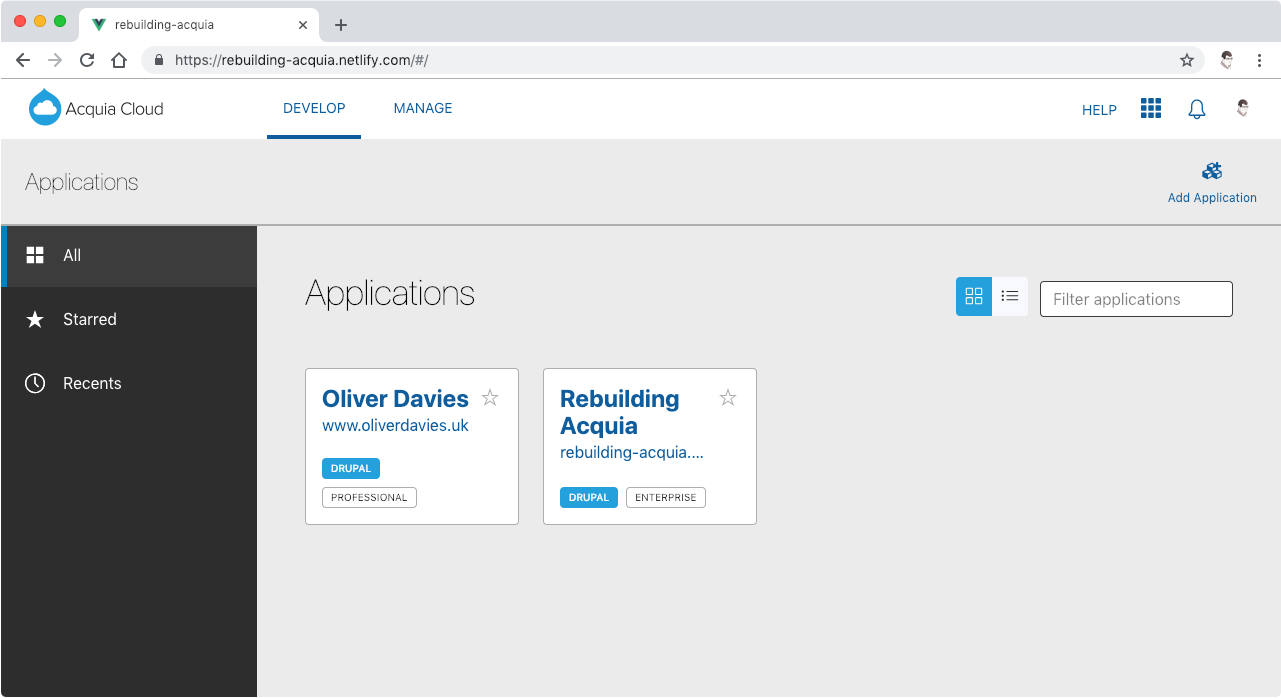 rebuilding-acquia
https://rebuilding-acquia.netlify.com/#/
Acquia Cloud
DEVELOP
MANAGE
HELP
Applications
Add Application
All
Starred
Recents
Applications
Filter applications
Oliver Davies
www.oliverdavies.uk
DRUPAL
PROFESSIONAL
Rebuilding
Acquia
rebuilding-acquia....
DRUPAL
ENTERPRISE